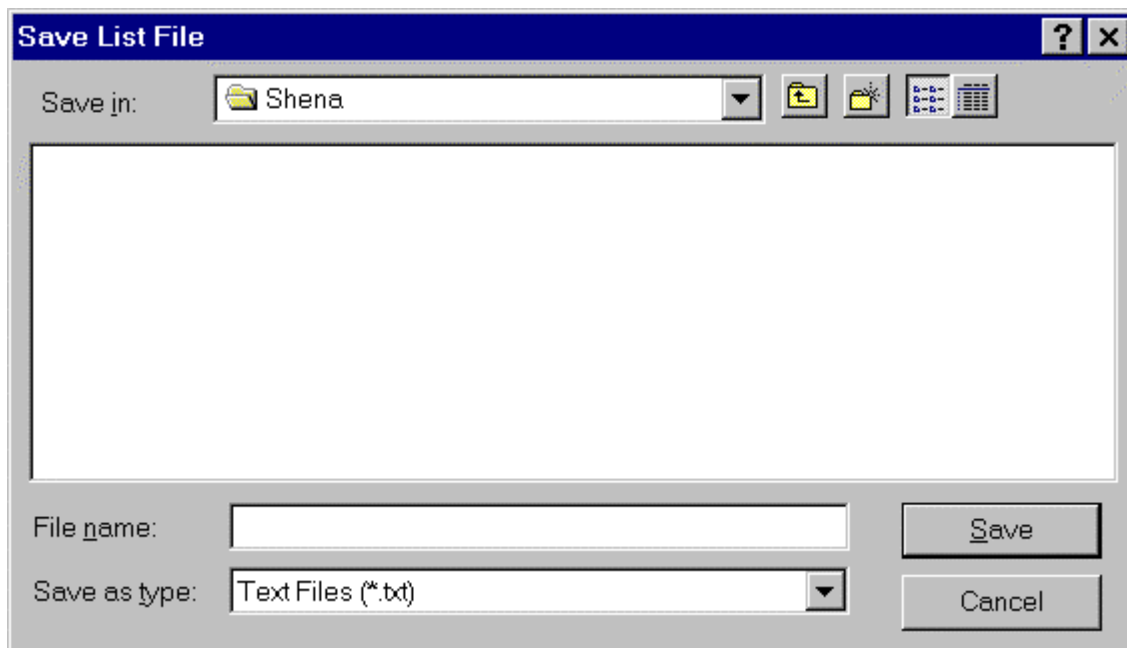 Save List File
Save in: Shena
File name:
Save
Save as type: Text Files (*.txt)
Cancel